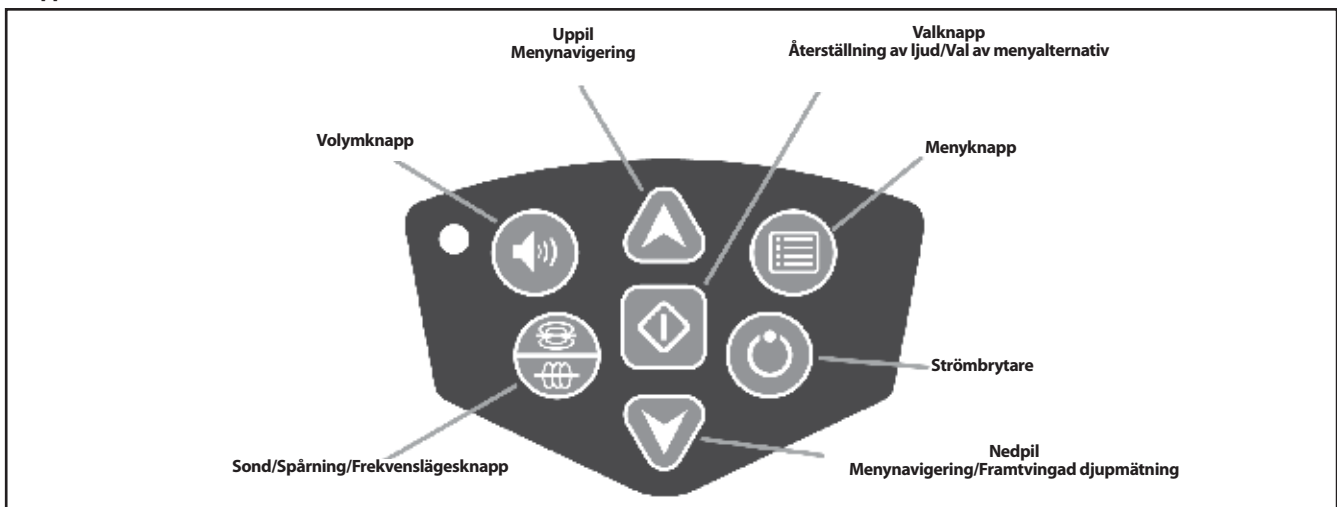 Uppil
Menynavigering
Valknapp
Återställning av ljud/Val av menyalternativ
Volymknapp
Menyknapp
Strömbrytare
Sond/Spårning/Frekvenslägesknapp
Nedpil
Menynavigering/Framtvingad djupmätning